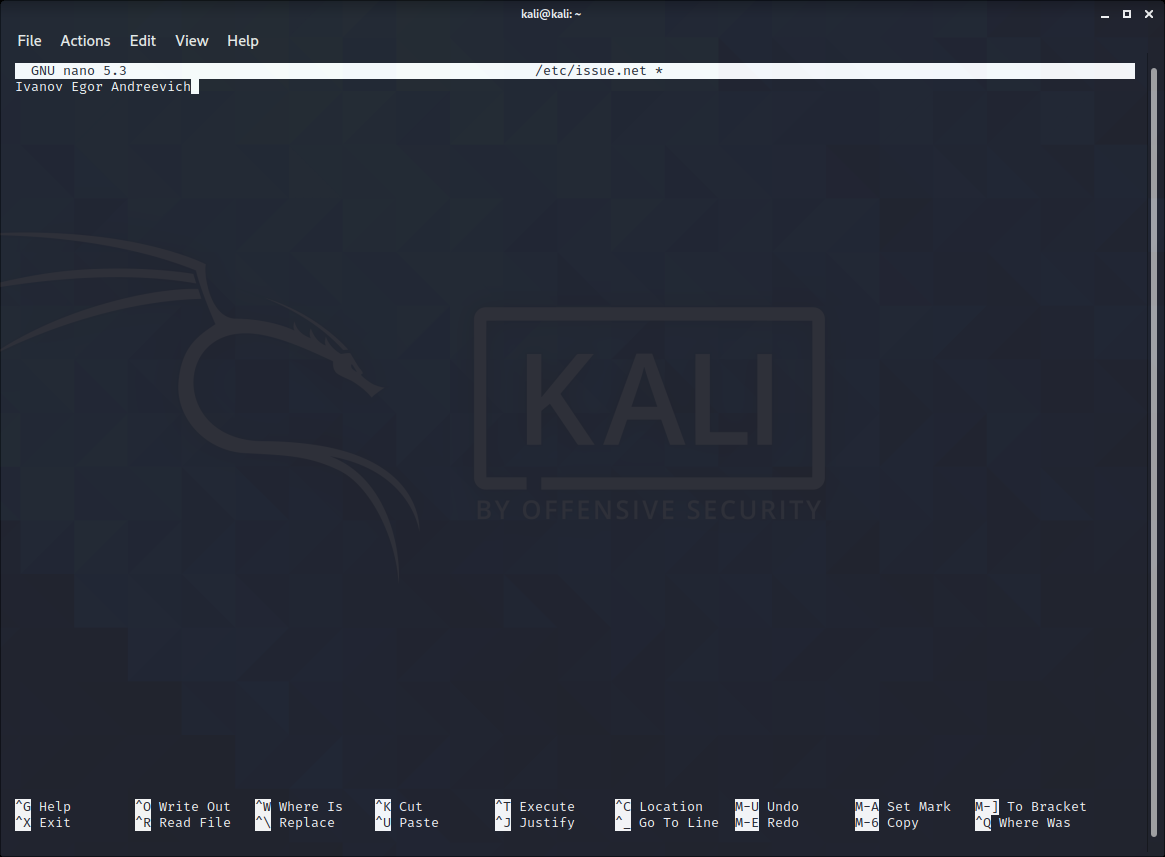 kali@kali: ~
File Actions Edit View Help
GNU nano 5.3 /etc/issue.net *
Ivanov Egor Andreevich
KALI
BY OFFENSIVE SECURITY
^G Help ^O Write Out ^W Where Is ^K Cut ^T Execute ^C Location M-U Undo M-A Set Mark M-] To Bracket
^X Exit ^R Read File ^\ Replace ^U Paste ^J Justify ^_ Go To Line M-E Redo M-6 Copy ^Q Where Was